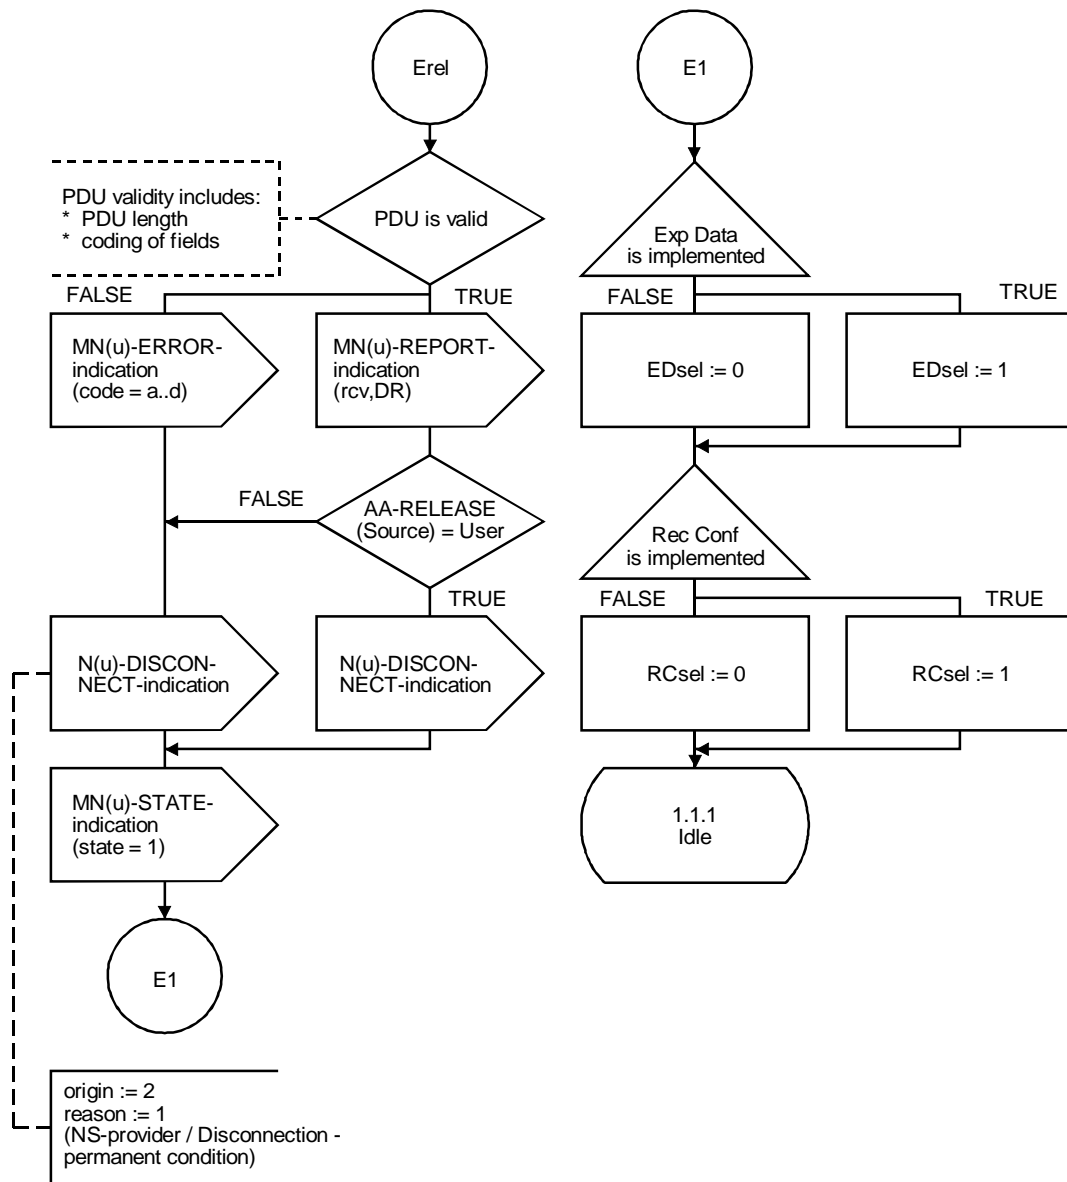 Erel
PDU validity includes:
* PDU length
* coding of fields
PDU is valid
FALSE
TRUE
MN(u)-ERROR-
indication
(code = a..d)
MN(u)-REPORT-
indication
(rcv,DR)
FALSE
AA-RELEASE
(Source) = User
TRUE
N(u)-DISCON-
NECT-indication
N(u)-DISCON-
NECT-indication
MN(u)-STATE-
indication
(state = 1)
E1
origin := 2
reason := 1
(NS-provider / Disconnection -
permanent condition)
E1
Exp Data
is implemented
FALSE
TRUE
EDsel := 0
EDsel := 1
Rec Conf
is implemented
FALSE
TRUE
RCsel := 0
RCsel := 1
1.1.1
Idle